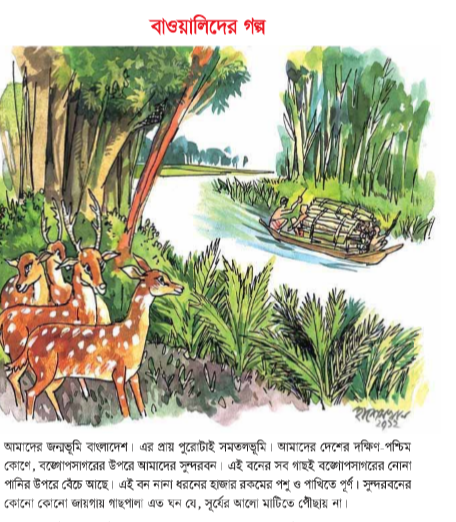 বাওয়ালিদের গল্প
২০১২
আমাদের জন্মভূমি বাংলাদেশ। এর প্রায় পুরোটাই সমতলভূমি। আমাদের দেশের দক্ষিণ-পশ্চিম
কোণে, বঙ্গোপসাগরের উপরে আমাদের সুন্দরবন। এই বনের সব গাছই বঙ্গোপসাগরের নোনা
পানির উপরে বেঁচে আছে। এই বন নানা ধরনের হাজার রকমের পশু ও পাখিতে পূর্ণ। সুন্দরবনের
কোনো কোনো জায়গায় গাছপালা এত ঘন যে, সূর্যের আলো মাটিতে পৌঁছায় না।